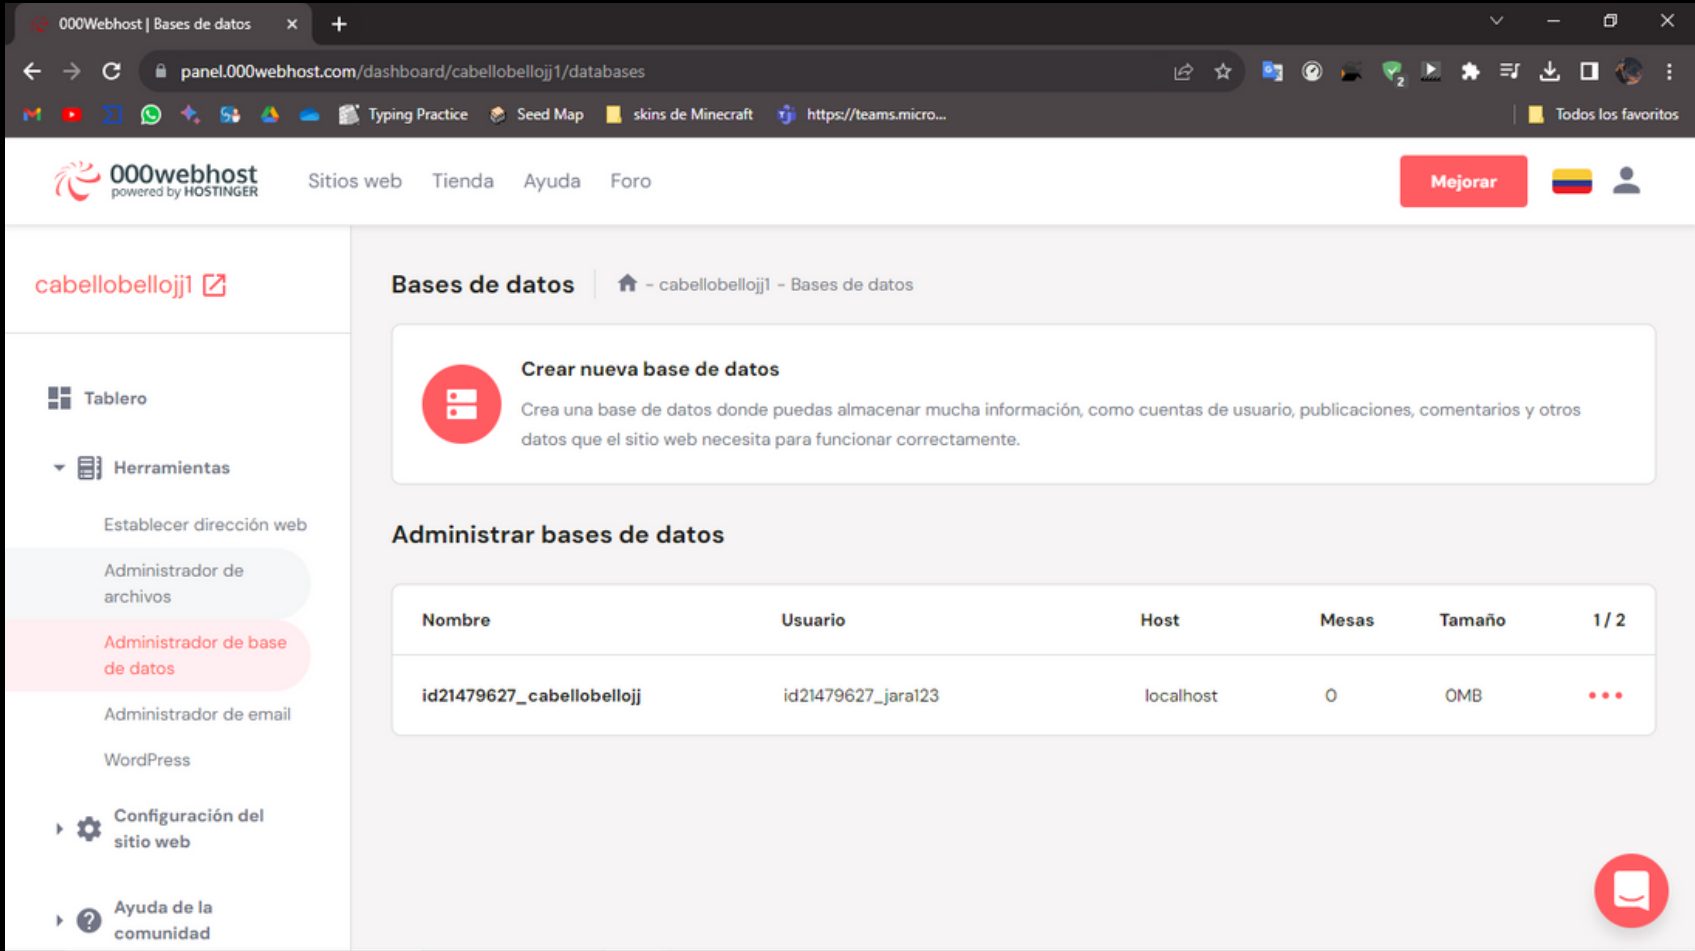 000Webhost | Bases de datos
panel.000webhost.com/dashboard/cabellobellojj1/databases
2
Typing Practice
Seed Map
skins de Minecraft
https://teams.micro...
Todos los favoritos
000webhost
powered by HOSTINGER
Sitios web
Tienda
Ayuda
Foro
Mejorar
cabellobellojj1
Bases de datos
- cabellobellojj1 - Bases de datos
Crear nueva base de datos
Crea una base de datos donde puedas almacenar mucha información, como cuentas de usuario, publicaciones, comentarios y otros
datos que el sitio web necesita para funcionar correctamente.
Tablero
Herramientas
Establecer dirección web
Administrador de
archivos
Administrador de base
de datos
Administrador de email
WordPress
Configuración del
sitio web
Ayuda de la
comunidad
Administrar bases de datos
Nombre Usuario Host Mesas Tamaño 1 / 2
id21479627_cabellobellojj id21479627_jara123 localhost 0 0MB